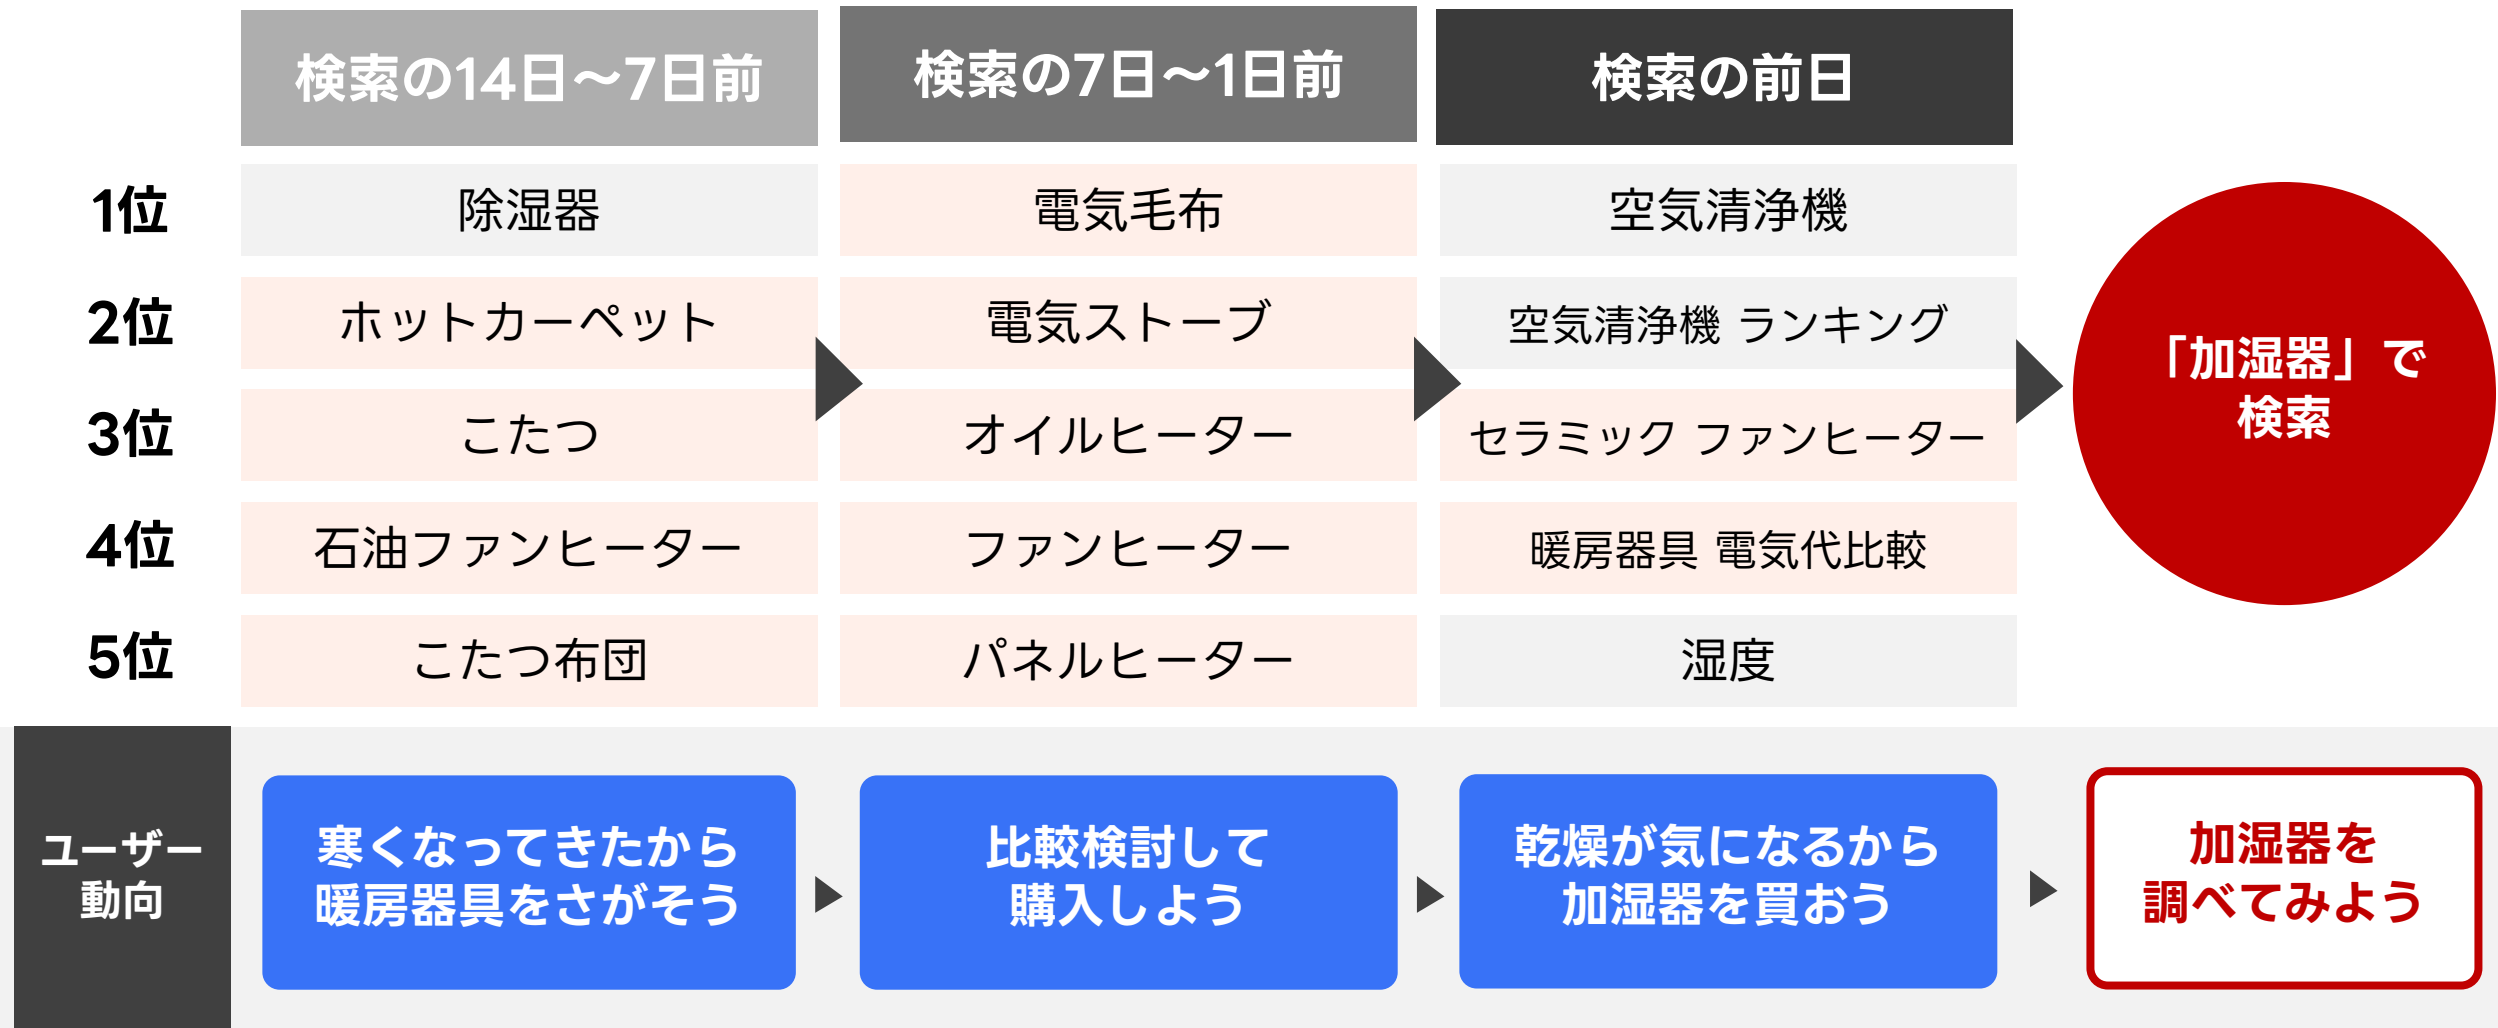 検索の14日～7日前
検索の7日～1日前
検索の前日
1位
除湿器
電気毛布
空気清浄機
2位
ホットカーペット
電気ストーブ
空気清浄機 ランキング
3位
こたつ
オイルヒーター
セラミック ファンヒーター
4位
石油ファンヒーター
ファンヒーター
暖房器具 電気代比較
5位
こたつ布団
パネルヒーター
湿度
「加湿器」で
検索
ユーザー
動向
寒くなってきたから
暖房器具をきがえてみよう
比較検討して
購入しよう
乾燥が気になるから
加湿器を買おう
加湿器を
調べてみよう